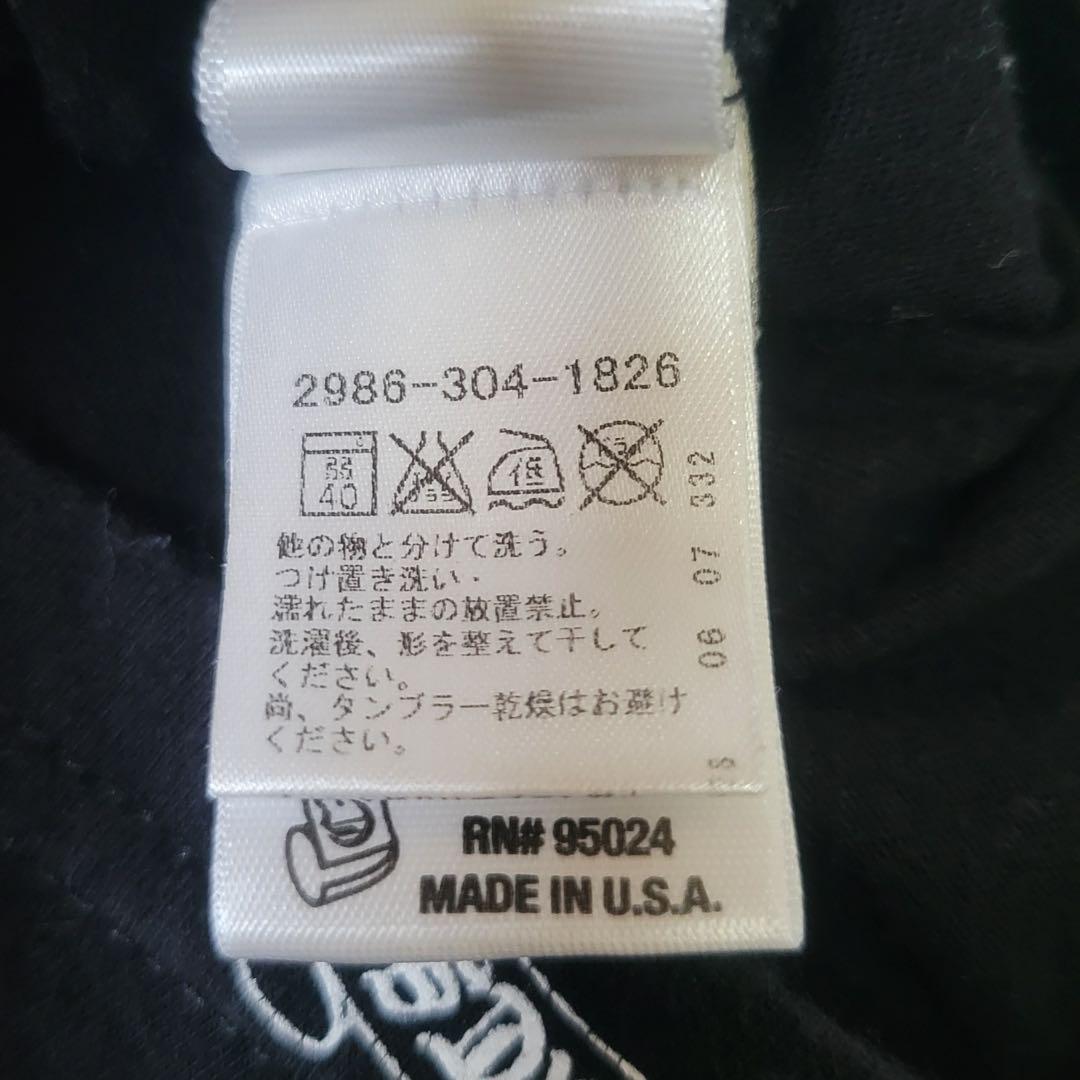 2986-304-1826
弱
40
低
他の物と分けて洗う。
つけ置き洗い・
濡れたままの放置禁止。
洗濯後、形を整えて干して
ください。
尚、タンブラー乾燥はお避け
ください。
332
07
06
RN# 95024
MADE IN U.S.A.